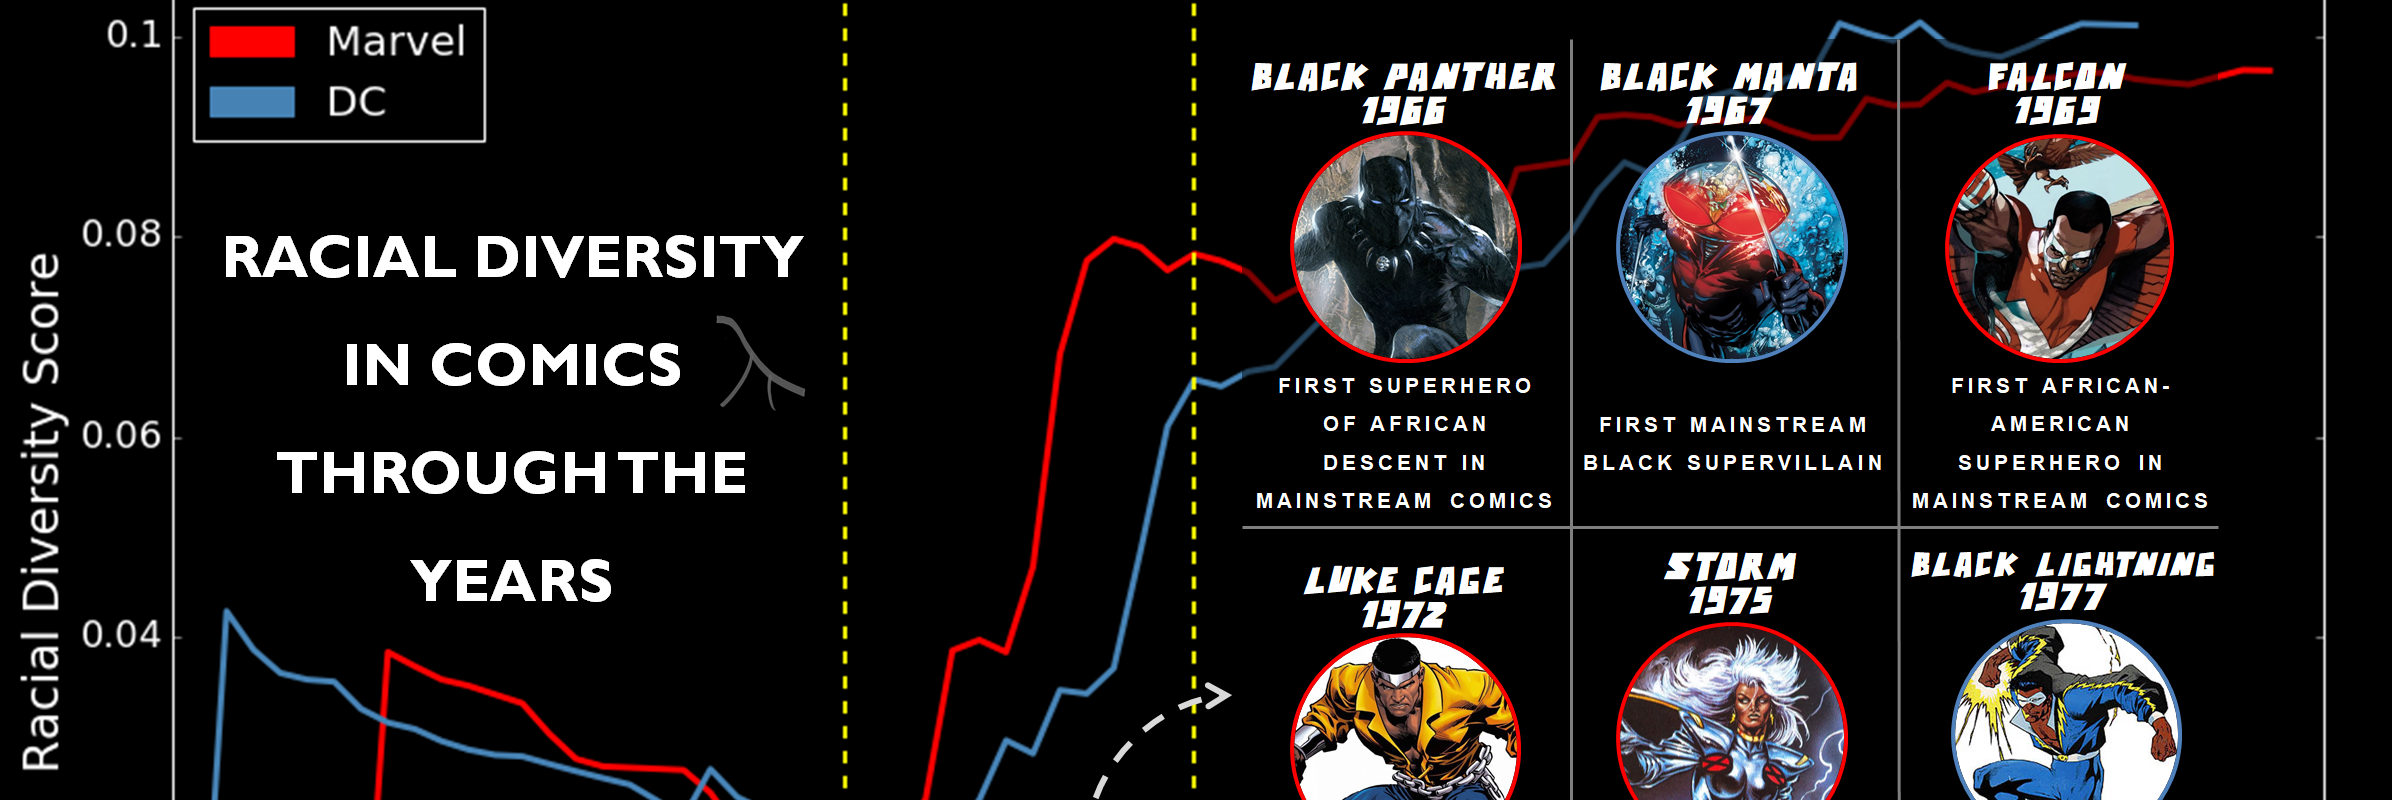 Racial Diversity Score
0.1
0.08
0.06
0.04
Marvel
DC
RACIAL DIVERSITY
IN COMICS
THROUGH THE
YEARS
BLACK PANTHER
1966
FIRST SUPERHERO
OF AFRICAN
DESCENT IN
MAINSTREAM COMICS
BLACK MANTA
1967
FIRST MAINSTREAM
BLACK SUPERVILLAIN
FALCON
1969
FIRST AFRICAN-
AMERICAN
SUPERHERO IN
MAINSTREAM COMICS
LUKE CAGE
1972
STORM
1975
BLACK LIGHTNING
1977